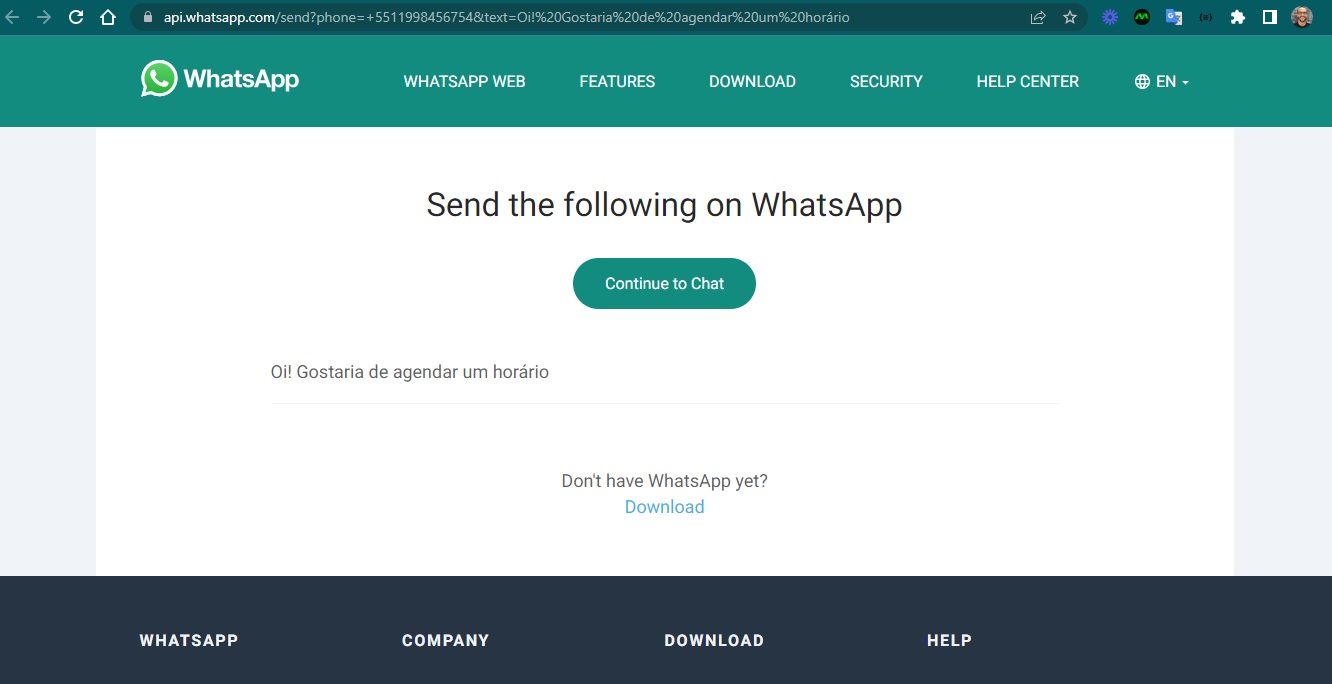 api.whatsapp.com/send?phone=+5511998456754&text=Oi!%20Gostaria%20de%20agendar%20um%20horário
WhatsApp WHATSAPP WEB FEATURES DOWNLOAD SECURITY HELP CENTER EN
Send the following on WhatsApp
Continue to Chat
Oi! Gostaria de agendar um horário
Don't have WhatsApp yet?
Download
WHATSAPP COMPANY DOWNLOAD HELP